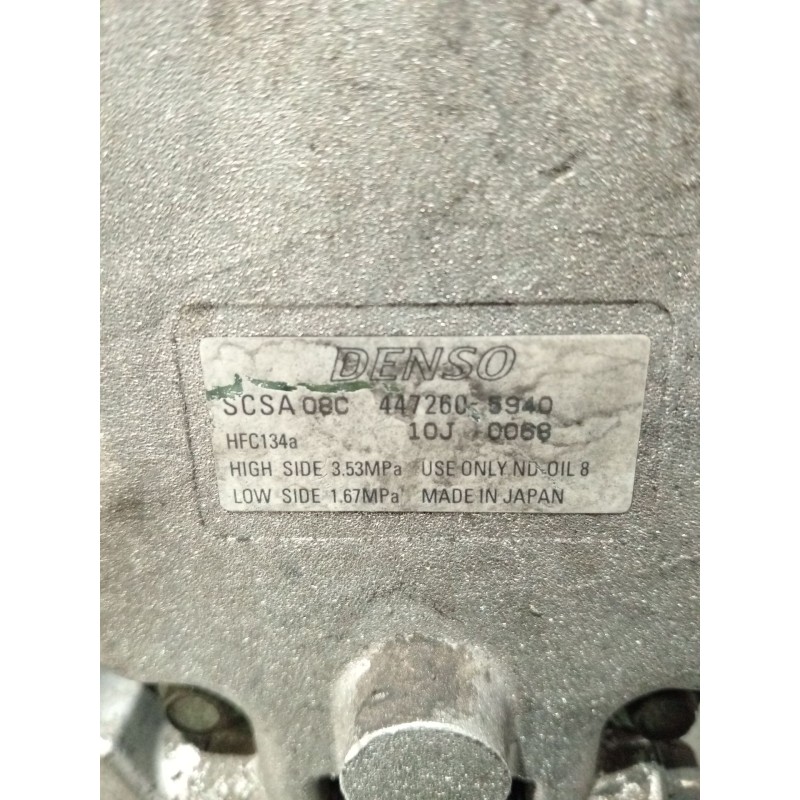 DENSO
SCSA 08C 447260-5940
10J 0068
HFC134a
HIGH SIDE 3.53MPa USE ONLY ND-OIL 8
LOW SIDE 1.67MPa MADE IN JAPAN